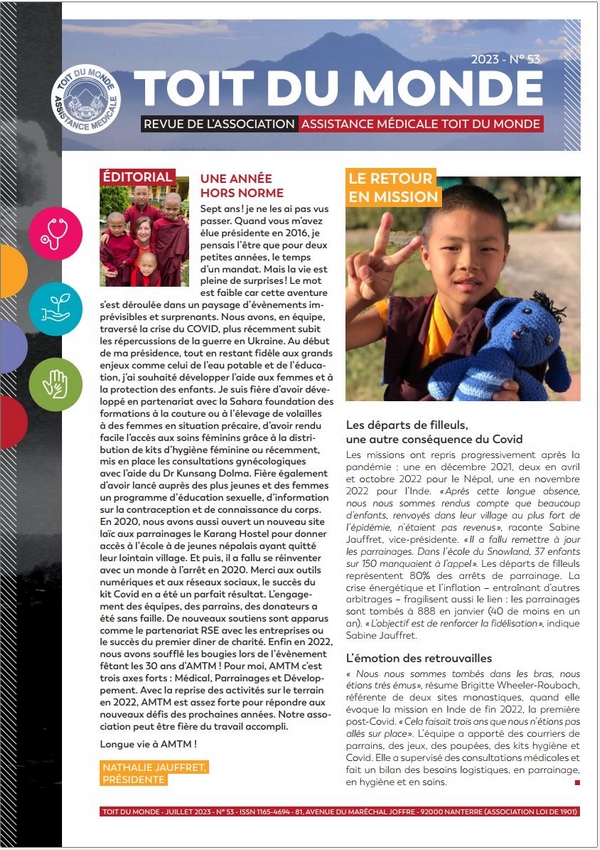 2023 - N° 53
TOIT DU MONDE
ASSISTANCE MÉDICALE
TOIT DU MONDE
REVUE DE L'ASSOCIATION ASSISTANCE MÉDICALE TOIT DU MONDE
ÉDITORIAL
UNE ANNÉE
HORS NORME
Sept ans ! je ne les ai pas vus
passer. Quand vous m'avez
élue présidente en 2016, je
pensais l'être que pour deux
petites années, le temps
d'un mandat. Mais la vie est
pleine de surprises ! Le mot
est faible car cette aventure
s'est déroulée dans un paysage d'évènements im-
prévisibles et surprenants. Nous avons, en équipe,
traversé la crise du COVID, plus récemment subit
les répercussions de la guerre en Ukraine. Au début
de ma présidence, tout en restant fidèle aux grands
enjeux comme celui de l'eau potable et de l'éduca-
tion, j'ai souhaité développer l'aide aux femmes et à
la protection des enfants. Je suis fière d'avoir déve-
loppé en partenariat avec la Sahara foundation des
formations à la couture ou à l'élevage de volailles
à des femmes en situation précaire, d'avoir rendu
facile l'accès aux soins féminins grâce à la distri-
bution de kits d'hygiène féminine ou récemment,
mis en place les consultations gynécologiques
avec l'aide du Dr Kunsang Dolma. Fière également
d'avoir lancé auprès des plus jeunes et des femmes
un programme d'éducation sexuelle, d'information
sur la contraception et de connaissance du corps.
En 2020, nous avons aussi ouvert un nouveau site
laïc aux parrainages le Karang Hostel pour donner
accès à l'école à de jeunes népalais ayant quitté
leur lointain village. Et puis, il a fallu se réinventer
avec un monde à l'arrêt en 2020. Merci aux outils
numériques et aux réseaux sociaux, le succès du
kit Covid en a été un parfait résultat. L'engage-
ment des équipes, des parrains, des donateurs a
été sans faille. De nouveaux soutiens sont apparus
comme le partenariat RSE avec les entreprises ou
le succès du premier diner de charité. Enfin en 2022,
nous avons soufflé les bougies lors de l'évènement
fêtant les 30 ans d'AMTM ! Pour moi, AMTM c'est
trois axes forts : Médical, Parrainages et Dévelop-
pement. Avec la reprise des activités sur le terrain
en 2022, AMTM est assez forte pour répondre aux
nouveaux défis des prochaines années. Notre asso-
ciation peut être fière du travail accompli.
Longue vie à AMTM !
NATHALIE JAUFFRET,
PRÉSIDENTE
LE RETOUR
EN MISSION
Les départs de filleuls,
une autre conséquence du Covid
Les missions ont repris progressivement après la
pandémie : une en décembre 2021, deux en avril
et octobre 2022 pour le Népal, une en novembre
2022 pour l'Inde. « Après cette longue absence,
nous nous sommes rendus compte que beaucoup
d'enfants, renvoyés dans leur village au plus fort de
l'épidémie, n'étaient pas revenus », raconte Sabine
Jauffret, vice-présidente. « Il a fallu remettre à jour
les parrainages. Dans l'école du Snowland, 37 enfants
sur 150 manquaient à l'appel ». Les départs de filleuls
représentent 80% des arrêts de parrainage. La
crise énergétique et l'inflation – entraînant d'autres
arbitrages – fragilisent aussi le lien : les parrainages
sont tombés à 888 en janvier (40 de moins en un
an). « L'objectif est de renforcer la fidélisation », indique
Sabine Jauffret.
L'émotion des retrouvailles
« Nous nous sommes tombés dans les bras, nous
étions très émus », résume Brigitte Wheeler-Roubach,
référente de deux sites monastiques, quand elle
évoque la mission en Inde de fin 2022, la première
post-Covid. « Cela faisait trois ans que nous n'étions pas
allés sur place ». L'équipe a apporté des courriers de
parrains, des jeux, des poupées, des kits hygiène et
Covid. Elle a supervisé des consultations médicales et
fait un bilan des besoins logistiques, en parrainage,
en hygiène et en soins.
TOIT DU MONDE - JUILLET 2023 - N° 53 - ISSN 1165-4694 - 81, AVENUE DU MARÉCHAL JOFFRE - 92000 NANTERRE (ASSOCIATION LOI DE 1901)